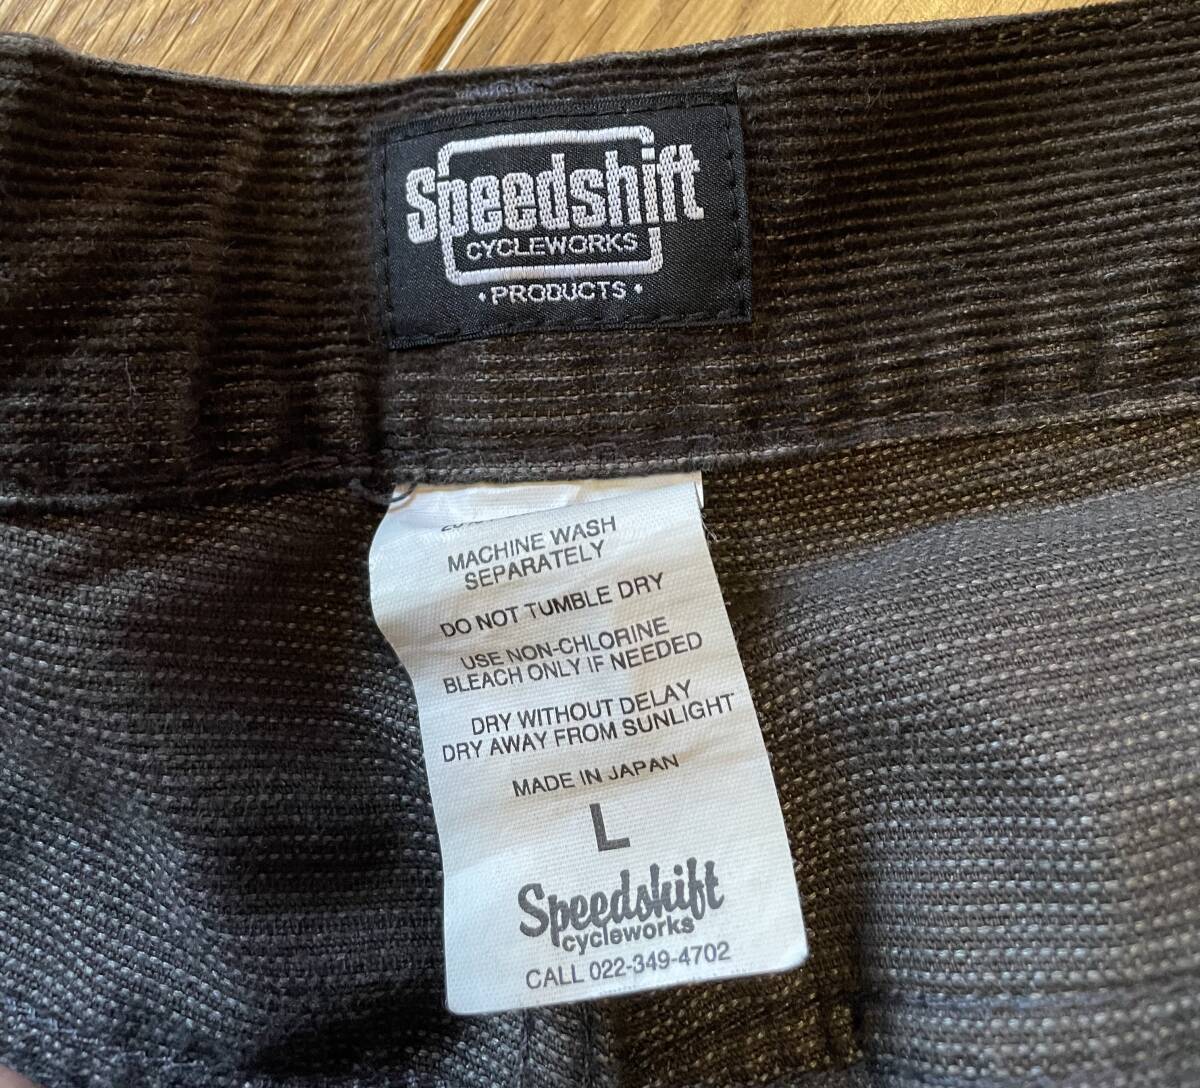 Speedshift
CYCLEWORKS
• PRODUCTS •
MACHINE WASH
SEPARATELY
DO NOT TUMBLE DRY
USE NON-CHLORINE
BLEACH ONLY IF NEEDED
DRY WITHOUT DELAY
DRY AWAY FROM SUNLIGHT
MADE IN JAPAN
L
Speedshift
cycleworks
CALL 022-349-4702